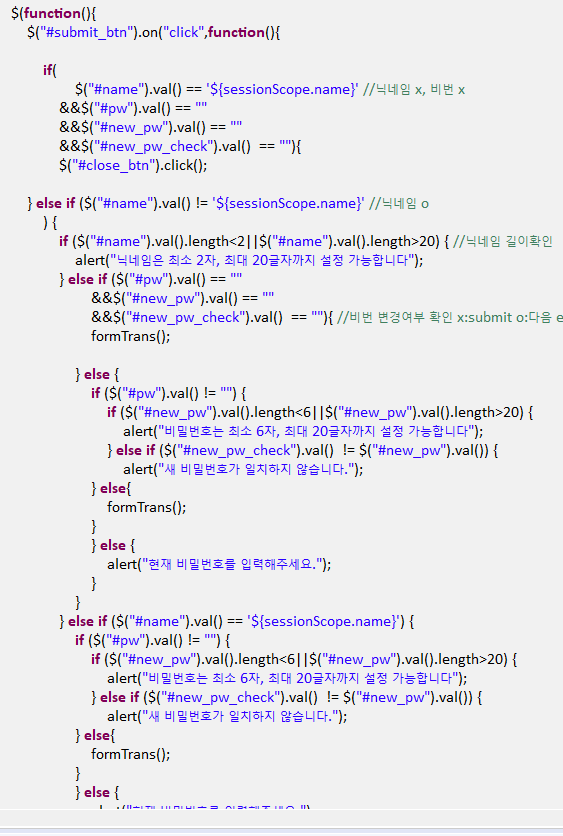 $(function(){
$("#submit_btn").on("click",function(){
if(
$("#name").val() == '${sessionScope.name}' //닉네임 x, 비번 x
&&$("#pw").val() == ""
&&$("#new_pw").val() == ""
&&$("#new_pw_check").val()  == ""){
$("#close_btn").click();
} else if ($("#name").val() != '${sessionScope.name}' //닉네임 o
) {
if ($("#name").val().length<2||$("#name").val().length>20) { //닉네임 길이확인
alert("닉네임은 최소 2자, 최대 20글자까지 설정 가능합니다");
} else if ($("#pw").val() == ""
&&$("#new_pw").val() == ""
&&$("#new_pw_check").val()  == ""){ //비번 변경여부 확인 x:submit o:다음 e
formTrans();
} else {
if ($("#pw").val() != "") {
if ($("#new_pw").val().length<6||$("#new_pw").val().length>20) {
alert("비밀번호는 최소 6자, 최대 20글자까지 설정 가능합니다");
} else if ($("#new_pw_check").val()  != $("#new_pw").val()) {
alert("새 비밀번호가 일치하지 않습니다.");
} else{
formTrans();
}
} else {
alert("현재 비밀번호를 입력해주세요.");
}
}
} else if ($("#name").val() == '${sessionScope.name}') {
if ($("#pw").val() != "") {
if ($("#new_pw").val().length<6||$("#new_pw").val().length>20) {
alert("비밀번호는 최소 6자, 최대 20글자까지 설정 가능합니다");
} else if ($("#new_pw_check").val()  != $("#new_pw").val()) {
alert("새 비밀번호가 일치하지 않습니다.");
} else{
formTrans();
}
} else {